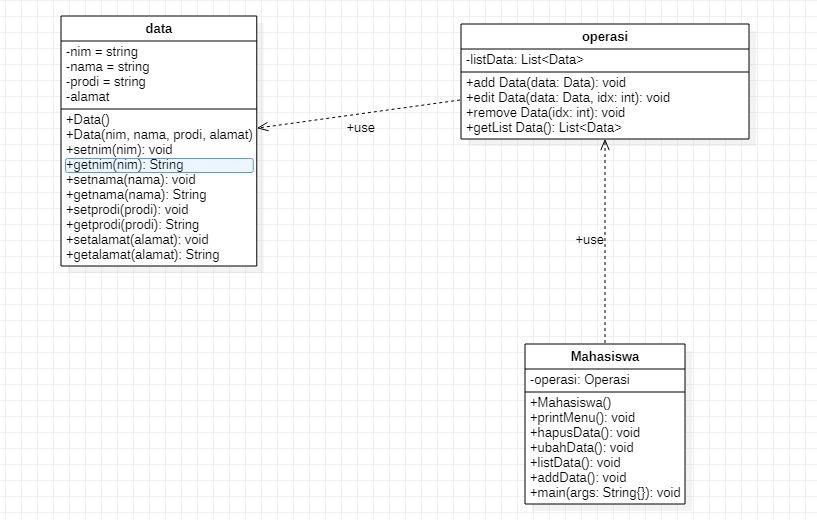 data
-nim = string
-nama = string
-prodi = string
-alamat
+Data()
+Data(nim, nama, prodi, alamat)
+setnim(nim): void
+getnim(nim): String
+setnama(nama): void
+getnama(nama): String
+setprodi(prodi): void
+getprodi(prodi): String
+setalamat(alamat): void
+getalamat(alamat): String
+use
operasi
-listData: List<Data>
+add Data(data: Data): void
+edit Data(data: Data, idx: int): void
+remove Data(idx: int): void
+getList Data(): List<Data>
+use
Mahasiswa
-operasi: Operasi
+Mahasiswa()
+printMenu(): void
+hapusData(): void
+ubahData(): void
+listData(): void
+addData(): void
+main(args: String{}): void